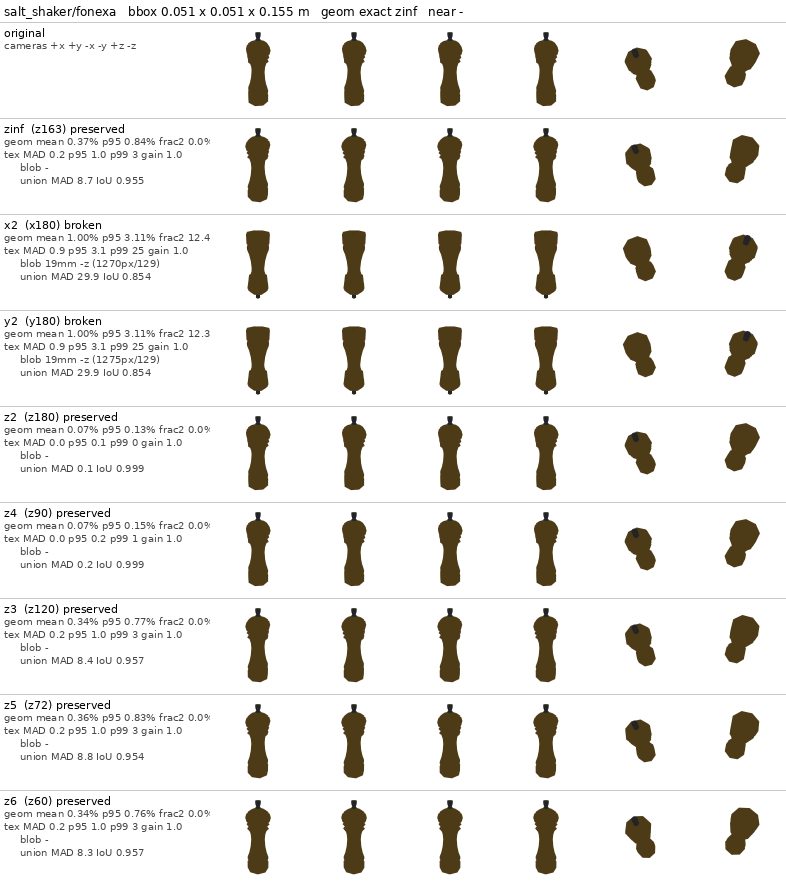 salt_shaker/fonexa   bbox 0.051 x 0.051 x 0.155 m   geom exact zinf   near -
original
cameras +x +y -x -y +z -z
zinf  (z163) preserved
geom mean 0.37% p95 0.84% frac2 0.0%
tex MAD 0.2 p95 1.0 p99 3 gain 1.0
blob -
union MAD 8.7 IoU 0.955
x2  (x180) broken
geom mean 1.00% p95 3.11% frac2 12.4
tex MAD 0.9 p95 3.1 p99 25 gain 1.0
blob 19mm -z (1270px/129)
union MAD 29.9 IoU 0.854
y2  (y180) broken
geom mean 1.00% p95 3.11% frac2 12.3
tex MAD 0.9 p95 3.1 p99 25 gain 1.0
blob 19mm -z (1275px/129)
union MAD 29.9 IoU 0.854
z2  (z180) preserved
geom mean 0.07% p95 0.13% frac2 0.0%
tex MAD 0.0 p95 0.1 p99 0 gain 1.0
blob -
union MAD 0.1 IoU 0.999
z4  (z90) preserved
geom mean 0.07% p95 0.15% frac2 0.0%
tex MAD 0.0 p95 0.2 p99 1 gain 1.0
blob -
union MAD 0.2 IoU 0.999
z3  (z120) preserved
geom mean 0.34% p95 0.77% frac2 0.0%
tex MAD 0.2 p95 1.0 p99 3 gain 1.0
blob -
union MAD 8.4 IoU 0.957
z5  (z72) preserved
geom mean 0.36% p95 0.83% frac2 0.0%
tex MAD 0.2 p95 1.0 p99 3 gain 1.0
blob -
union MAD 8.8 IoU 0.954
z6  (z60) preserved
geom mean 0.34% p95 0.76% frac2 0.0%
tex MAD 0.2 p95 1.0 p99 3 gain 1.0
blob -
union MAD 8.3 IoU 0.957